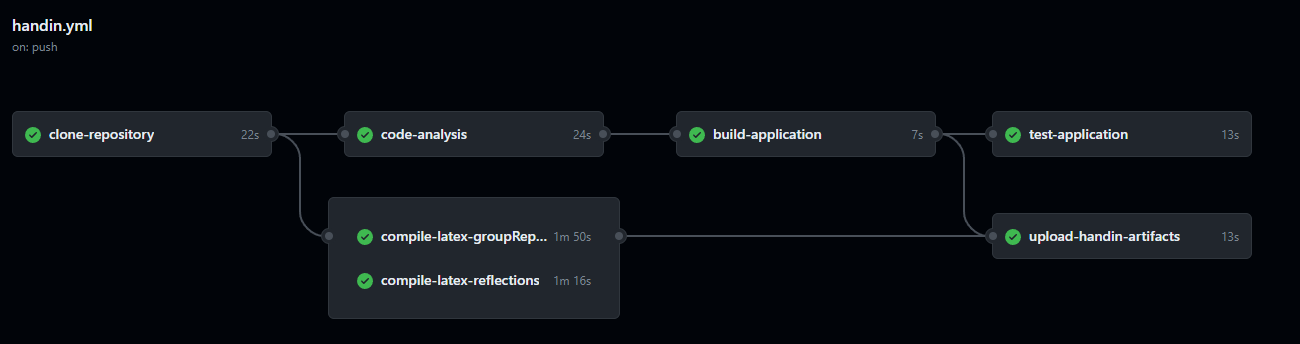 handin.yml
on: push
clone-repository 22s
code-analysis 24s
build-application 7s
test-application 13s
compile-latex-groupRep... 1m 50s
compile-latex-reflections 1m 16s
upload-handin-artifacts 13s